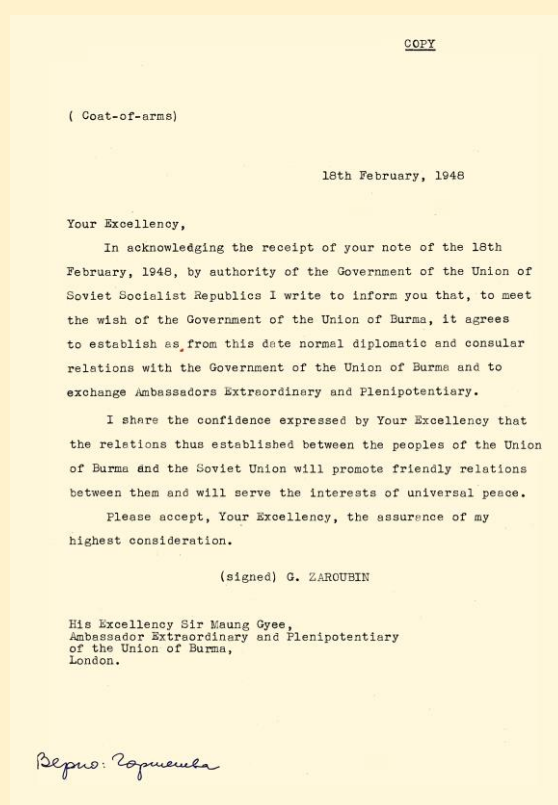 COPY
( Coat-of-arms)
18th February, 1948
Your Excellency,
In acknowledging the receipt of your note of the 18th
February, 1948, by authority of the Government of the Union of
Soviet Socialist Republics I write to inform you that, to meet
the wish of the Government of the Union of Burma, it agrees
to establish as from this date normal diplomatic and consular
relations with the Government of the Union of Burma and to
exchange Ambassadors Extraordinary and Plenipotentiary.
I share the confidence expressed by Your Excellency that
the relations thus established between the peoples of the Union
of Burma and the Soviet Union will promote friendly relations
between them and will serve the interests of universal peace.
Please accept, Your Excellency, the assurance of my
highest consideration.
(signed) G. ZAROUBIN
His Excellency Sir Maung Gyee,
Ambassador Extraordinary and Plenipotentiary
of the Union of Burma,
London.
Верно: